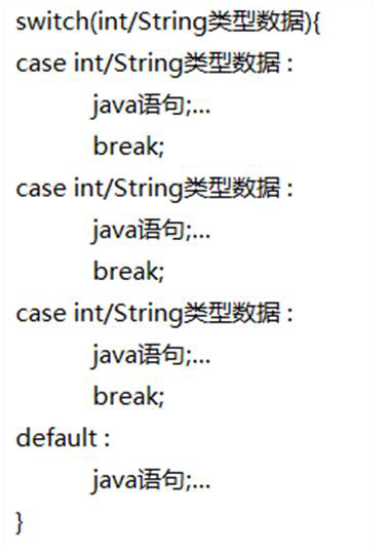 switch(int/String类型数据){
case int/String类型数据 :
java语句;...
break;
case int/String类型数据 :
java语句;...
break;
case int/String类型数据 :
java语句;...
break;
default :
java语句;...
}